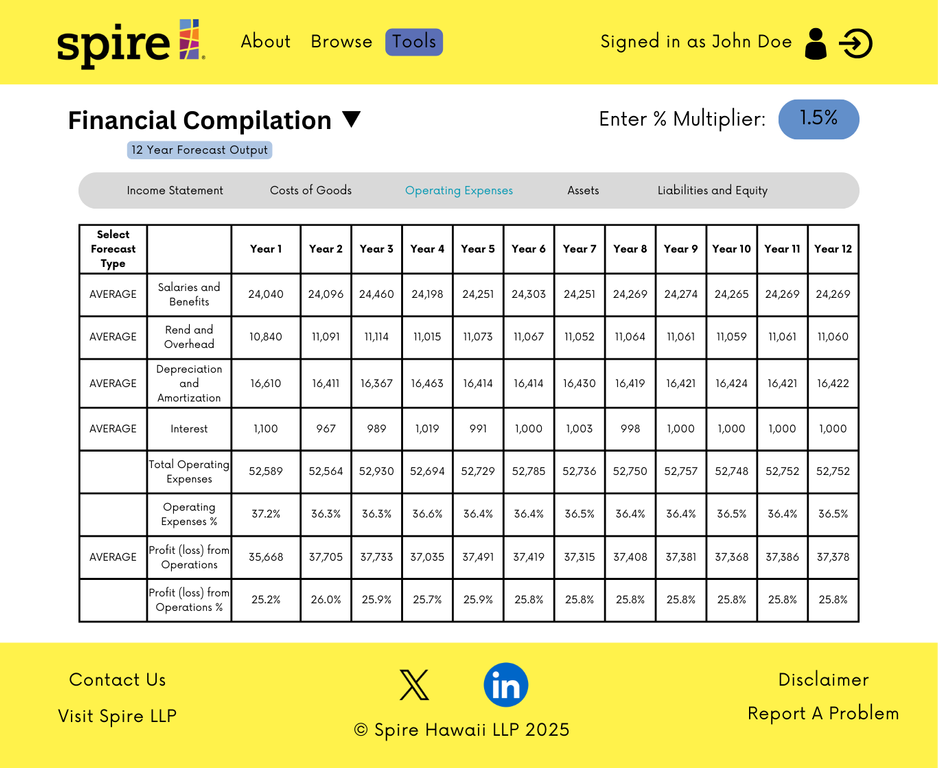 spire
About Browse Tools
Signed in as John Doe
Financial Compilation ▼
Enter % Multiplier: 1.5%
12 Year Forecast Output
Income Statement Costs of Goods Operating Expenses Assets Liabilities and Equity
Select Forecast Type Year 1 Year 2 Year 3 Year 4 Year 5 Year 6 Year 7 Year 8 Year 9 Year 10 Year 11 Year 12
AVERAGE Salaries and Benefits 24,040 24,096 24,460 24,198 24,251 24,303 24,251 24,269 24,274 24,265 24,269 24,269
AVERAGE Rend and Overhead 10,840 11,091 11,114 11,015 11,073 11,067 11,052 11,064 11,061 11,059 11,061 11,060
AVERAGE Depreciation and Amortization 16,610 16,411 16,367 16,463 16,414 16,414 16,430 16,419 16,421 16,424 16,421 16,422
AVERAGE Interest 1,100 967 989 1,019 991 1,000 1,003 998 1,000 1,000 1,000 1,000
Total Operating Expenses 52,589 52,564 52,930 52,694 52,729 52,785 52,736 52,750 52,757 52,748 52,752 52,752
Operating Expenses % 37.2% 36.3% 36.3% 36.6% 36.4% 36.4% 36.5% 36.4% 36.4% 36.5% 36.4% 36.5%
AVERAGE Profit (loss) from Operations 35,668 37,705 37,733 37,035 37,491 37,419 37,315 37,408 37,381 37,368 37,386 37,378
Profit (loss) from Operations % 25.2% 26.0% 25.9% 25.7% 25.9% 25.8% 25.8% 25.8% 25.8% 25.8% 25.8% 25.8%
Contact Us
Visit Spire LLP
X in
© Spire Hawaii LLP 2025
Disclaimer
Report A Problem